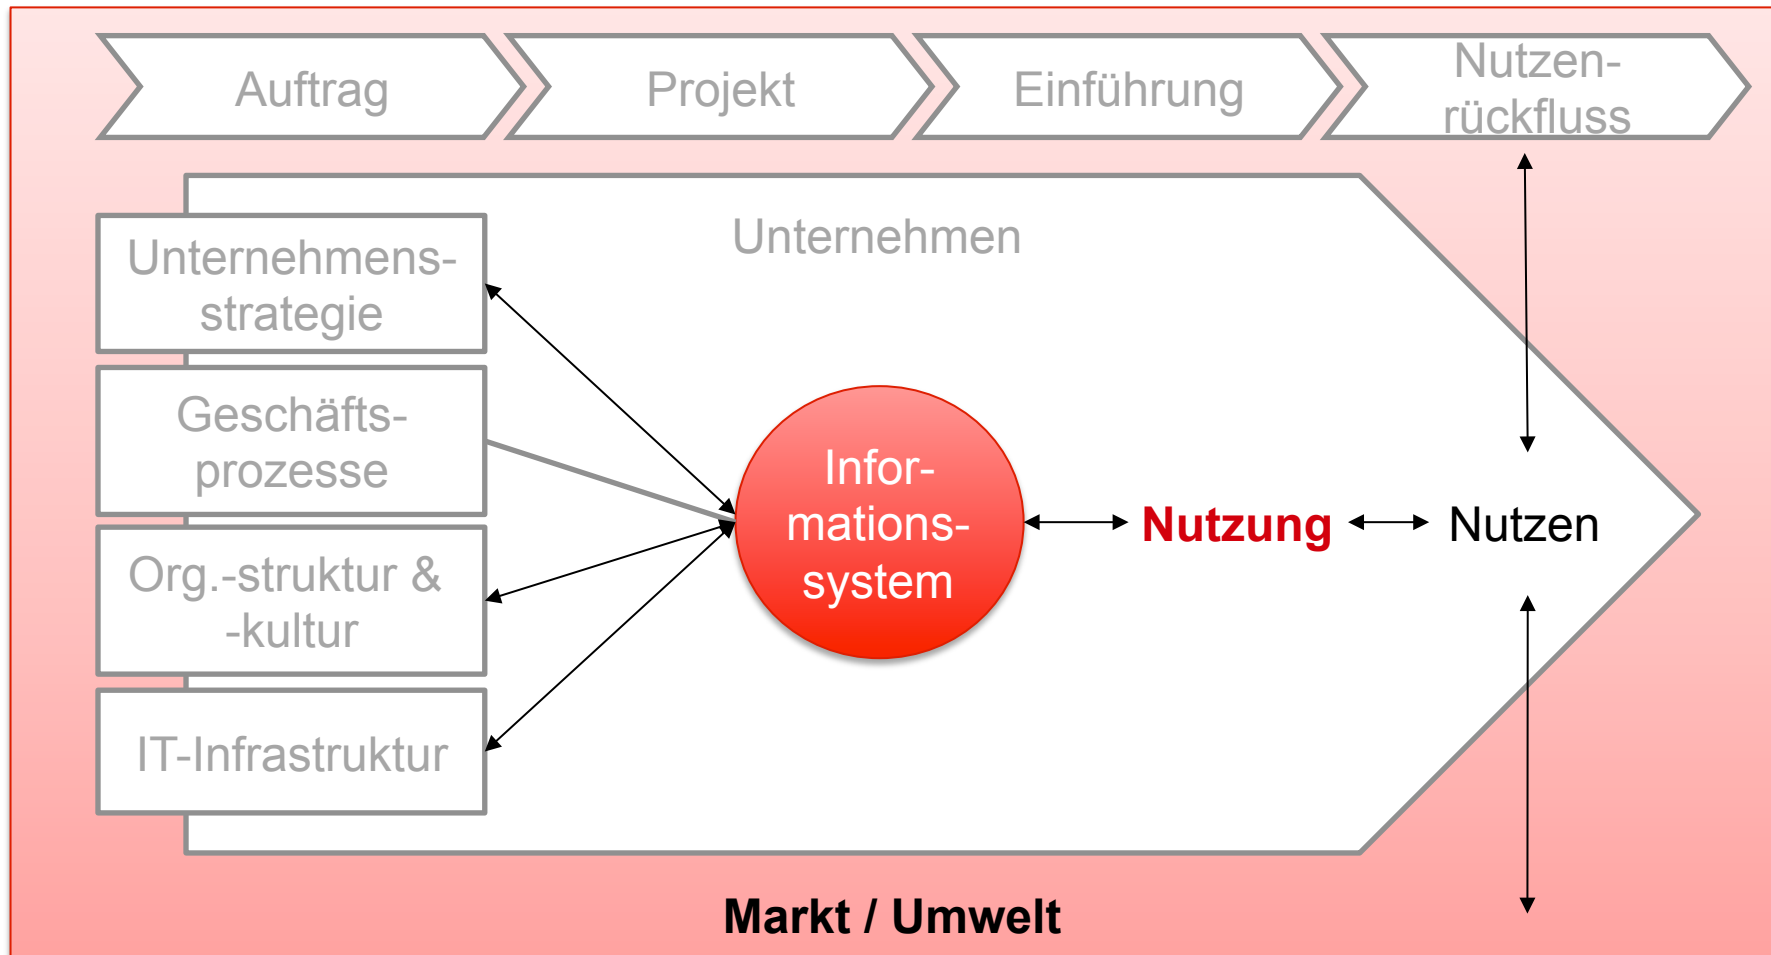 Auftrag
Projekt
Einführung
Nutzen-
rückfluss
Unternehmen
Unternehmens-
strategie
Geschäfts-
prozesse
Org.-struktur &
-kultur
IT-Infrastruktur
Infor-
mations-
system
Nutzung
Nutzen
Markt / Umwelt